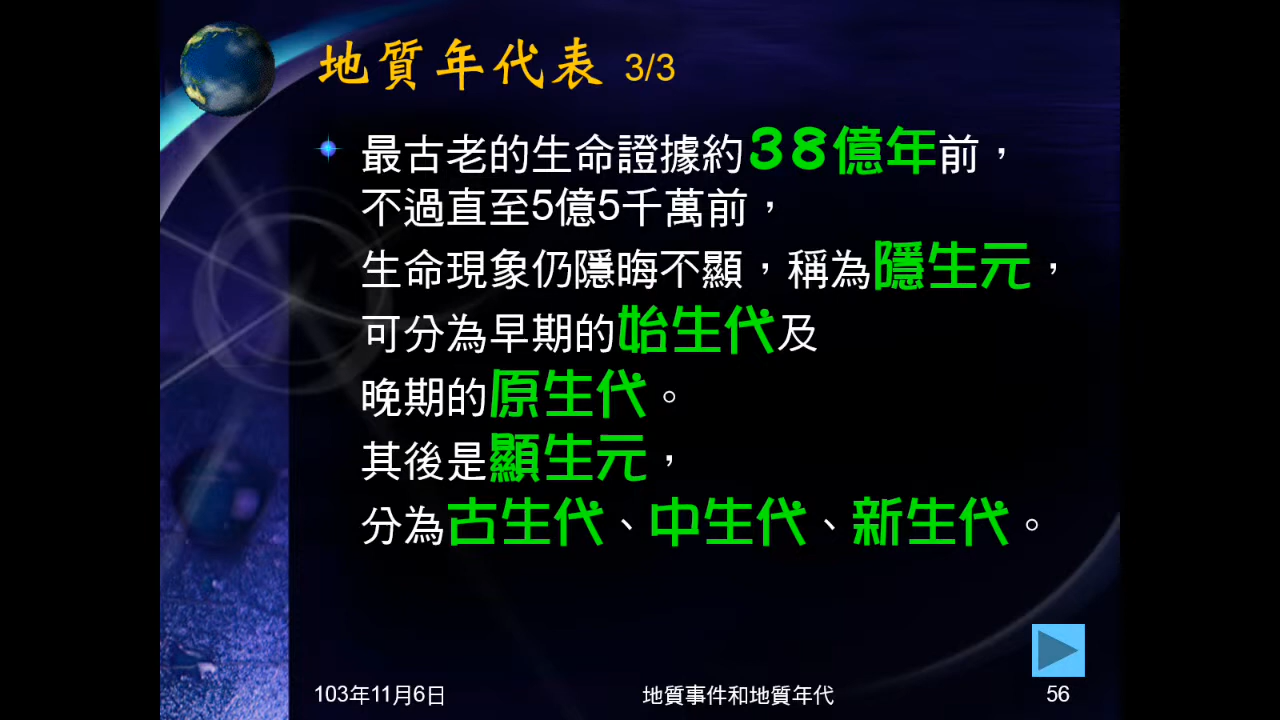 地質年代表 3/3
最古老的生命證據約38億年前，
不過直至5億5千萬前，
生命現象仍隱晦不顯，稱為隱生元，
可分為早期的始生代及
晚期的原生代。
其後是顯生元，
分為古生代、中生代、新生代。
103年11月6日
地質事件和地質年代
56